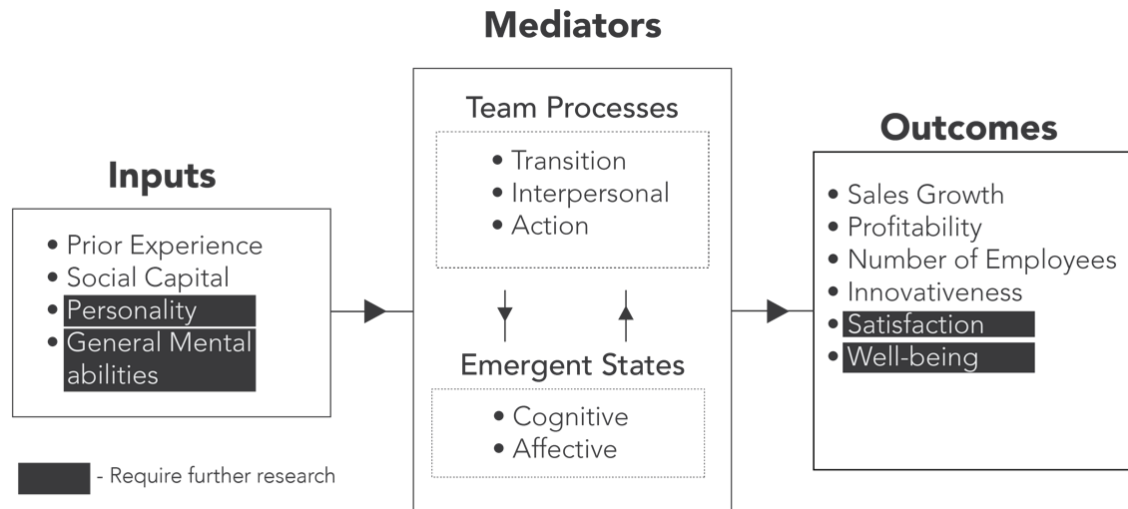 Mediators
Inputs
• Prior Experience
• Social Capital
• Personality
• General Mental
abilities
- Require further research
Team Processes
• Transition
• Interpersonal
• Action
Emergent States
• Cognitive
• Affective
Outcomes
• Sales Growth
• Profitability
• Number of Employees
• Innovativeness
• Satisfaction
• Well-being